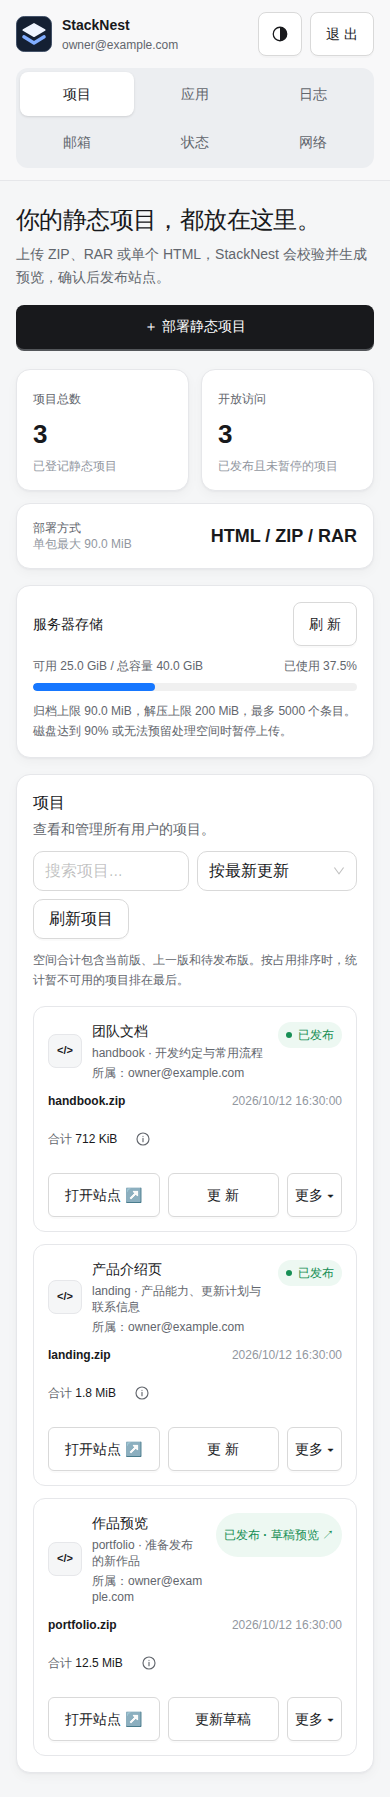 StackNest
owner@example.com
退 出
项目
应用
日志
邮箱
状态
网络
你的静态项目，都放在这里。
上传 ZIP、RAR 或单个 HTML，StackNest 会校验并生成
预览，确认后发布站点。
+ 部署静态项目
项目总数
3
已登记静态项目
开放访问
3
已发布且未暂停的项目
部署方式
单包最大 90.0 MiB
HTML / ZIP / RAR
服务器存储
刷 新
可用 25.0 GiB / 总容量 40.0 GiB
已使用 37.5%
归档上限 90.0 MiB，解压上限 200 MiB，最多 5000 个条目。
磁盘达到 90% 或无法预留处理空间时暂停上传。
项目
查看和管理所有用户的项目。
搜索项目...
按最新更新
刷新项目
空间合计包含当前版、上一版和待发布版。按占用排序时，统
计暂不可用的项目排在最后。
</>
团队文档
handbook · 开发约定与常用流程
所属：owner@example.com
已发布
handbook.zip
2026/10/12 16:30:00
合计 712 KiB
打开站点 ↗
更 新
更多
</>
产品介绍页
landing · 产品能力、更新计划与
联系信息
所属：owner@example.com
已发布
landing.zip
2026/10/12 16:30:00
合计 1.8 MiB
打开站点 ↗
更 新
更多
</>
作品预览
portfolio · 准备发布
的新作品
所属：owner@exam
ple.com
已发布 · 草稿预览 ↗
portfolio.zip
2026/10/12 16:30:00
合计 12.5 MiB
打开站点 ↗
更新草稿
更多